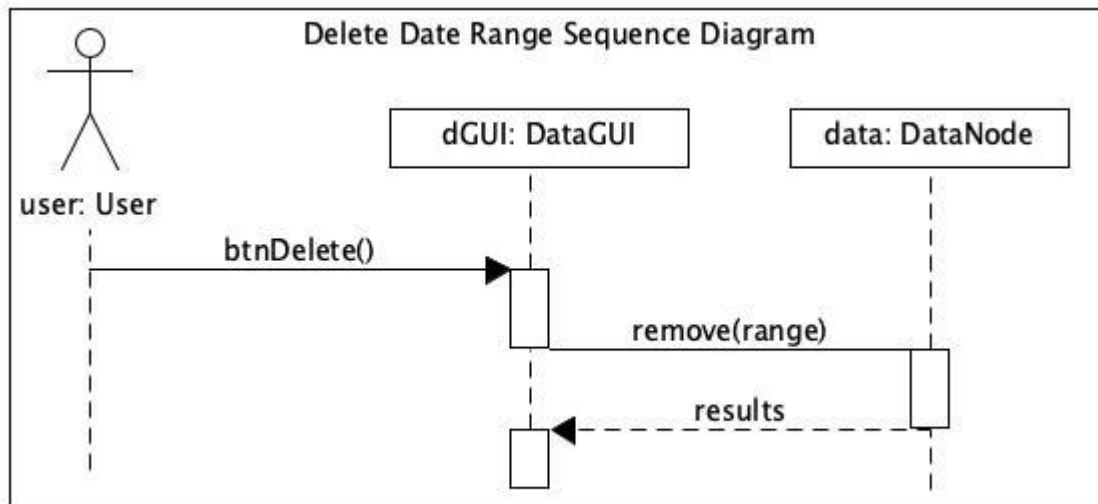 Delete Date Range Sequence Diagram
dGUI: DataGUI
data: DataNode
user: User
btnDelete()
remove(range)
results